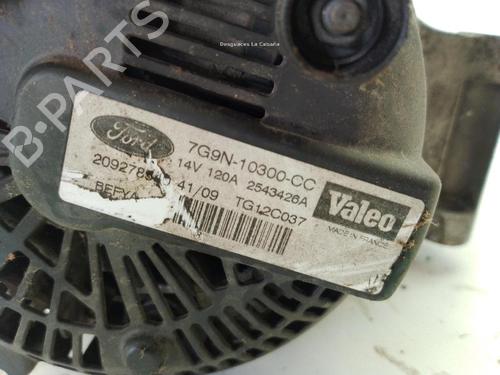 Desguaces La Cabaña
B-PARTS
Ford
7G9N-10300-CC
14V 120A 2543426A
41/09 TG12C037
Valeo
MADE IN FRANCE